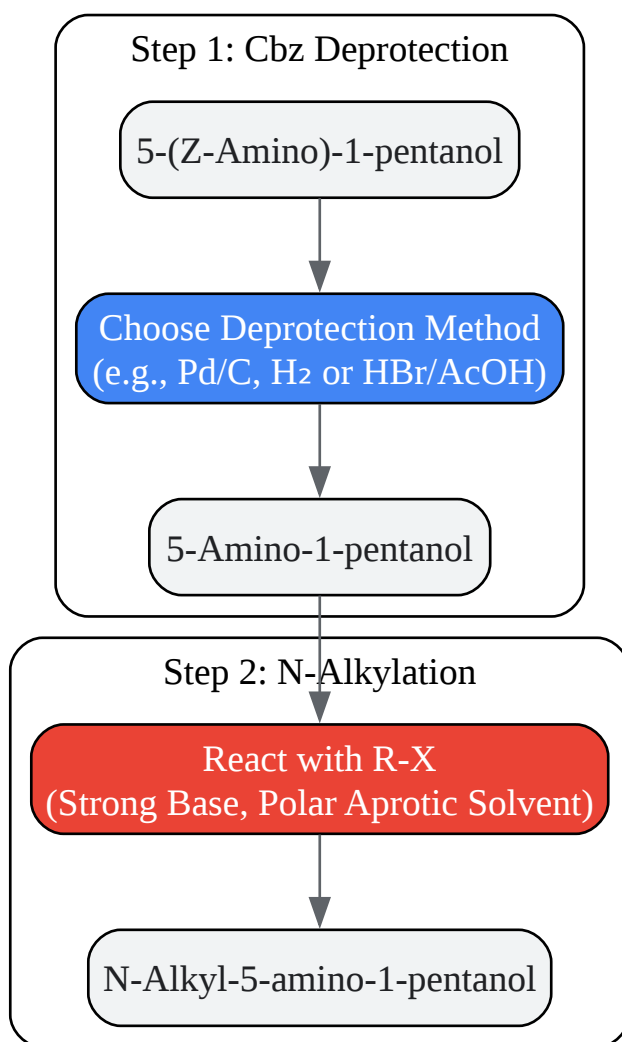 Step 1: Cbz Deprotection
5-(Z-Amino)-1-pentanol
Choose Deprotection Method
(e.g., Pd/C, H₂ or HBr/AcOH)
5-Amino-1-pentanol
Step 2: N-Alkylation
React with R-X
(Strong Base, Polar Aprotic Solvent)
N-Alkyl-5-amino-1-pentanol